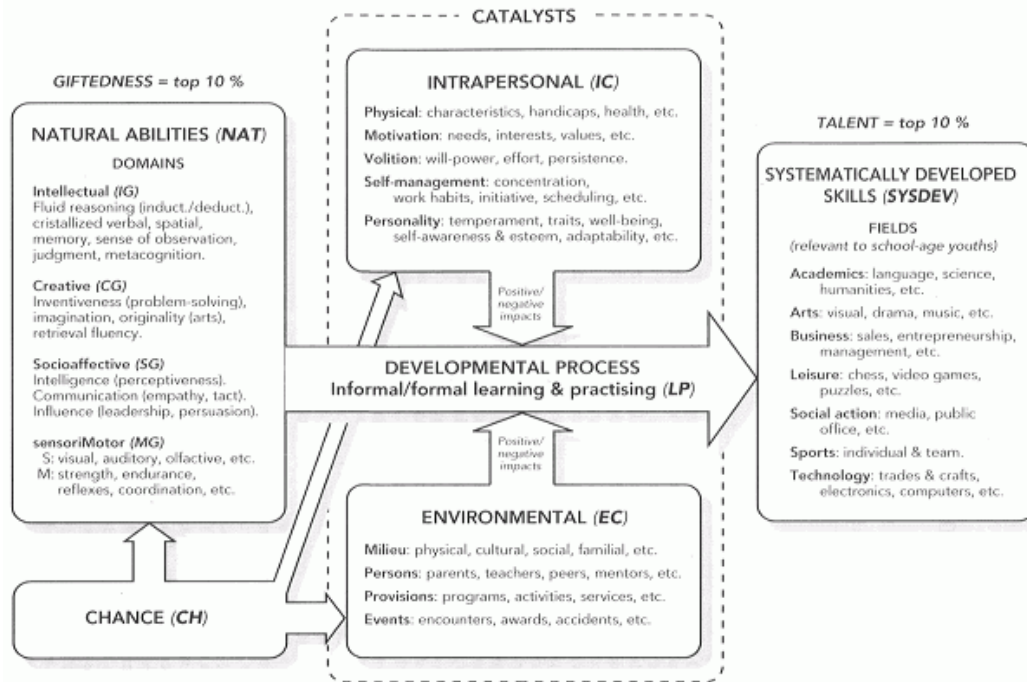 CATALYSTS
GIFTEDNESS = top 10 %
NATURAL ABILITIES (NAT)
DOMAINS
Intellectual (IG)
Fluid reasoning (induct./deduct.),
cristallized verbal, spatial,
memory, sense of observation,
judgment, metacognition.
Creative (CG)
Inventiveness (problem-solving),
imagination, originality (arts),
retrieval fluency.
Socioaffective (SG)
Intelligence (perceptiveness).
Communication (empathy, tact).
Influence (leadership, persuasion).
sensoriMotor (MG)
S: visual, auditory, olfactive, etc.
M: strength, endurance,
reflexes, coordination, etc.
CHANCE (CH)
INTRAPERSONAL (IC)
Physical: characteristics, handicaps, health, etc.
Motivation: needs, interests, values, etc.
Volition: will-power, effort, persistence.
Self-management: concentration,
work habits, initiative, scheduling, etc.
Personality: temperament, traits, well-being,
self-awareness & esteem, adaptability, etc.
Positive/
negative
impacts
DEVELOPMENTAL PROCESS
Informal/formal learning & practising (LP)
Positive/
negative
impacts
ENVIRONMENTAL (EC)
Milieu: physical, cultural, social, familial, etc.
Persons: parents, teachers, peers, mentors, etc.
Provisions: programs, activities, services, etc.
Events: encounters, awards, accidents, etc.
TALENT = top 10 %
SYSTEMATICALLY DEVELOPED
SKILLS (SYSDEV)
FIELDS
(relevant to school-age youths)
Academics: language, science,
humanities, etc.
Arts: visual, drama, music, etc.
Business: sales, entrepreneurship,
management, etc.
Leisure: chess, video games,
puzzles, etc.
Social action: media, public
office, etc.
Sports: individual & team.
Technology: trades & crafts,
electronics, computers, etc.